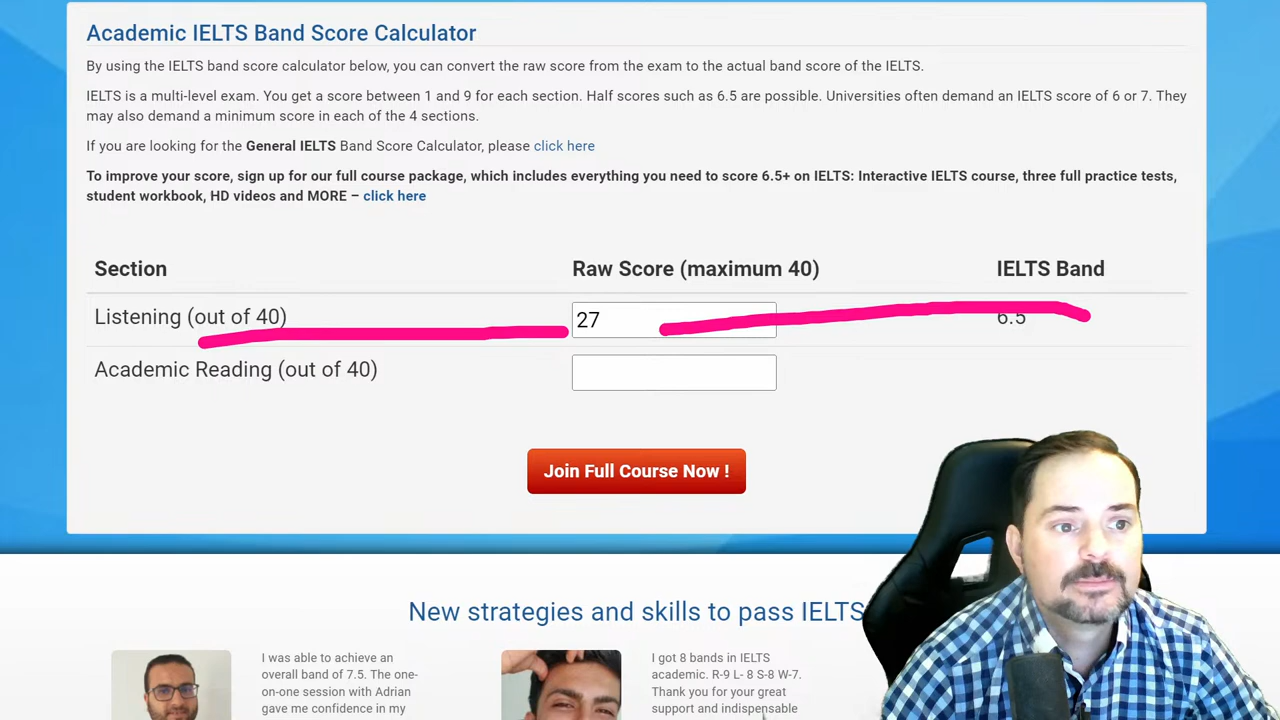 Academic IELTS Band Score Calculator
By using the IELTS band score calculator below, you can convert the raw score from the exam to the actual band score of the IELTS.
IELTS is a multi-level exam. You get a score between 1 and 9 for each section. Half scores such as 6.5 are possible. Universities often demand an IELTS score of 6 or 7. They
may also demand a minimum score in each of the 4 sections.
If you are looking for the General IELTS Band Score Calculator, please click here
To improve your score, sign up for our full course package, which includes everything you need to score 6.5+ on IELTS: Interactive IELTS course, three full practice tests,
student workbook, HD videos and MORE – click here
Section Raw Score (maximum 40) IELTS Band
Listening (out of 40) 27 6.5
Academic Reading (out of 40)
Join Full Course Now !
New strategies and skills to pass IELTS
I was able to achieve an
overall band of 7.5. The one-
on-one session with Adrian
gave me confidence in my
I got 8 bands in IELTS
academic. R-9 L- 8 S-8 W-7.
Thank you for your great
support and indispensable